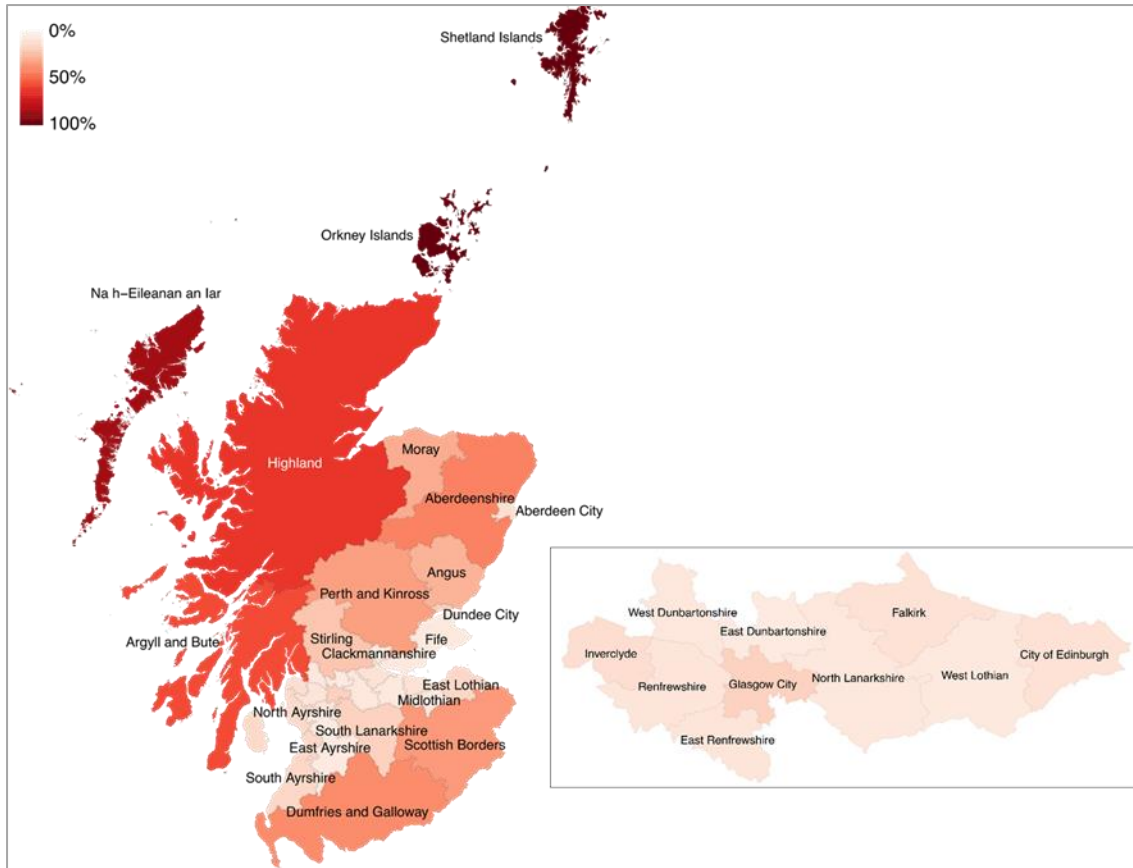 0%
50%
100%
Shetland Islands
Orkney Islands
Na h-Eileanan an Iar
Highland
Moray
Aberdeenshire
Aberdeen City
Angus
Perth and Kinross
Dundee City
Argyll and Bute
Stirling
Fife
Clackmannanshire
East Lothian
Midlothian
North Ayrshire
South Lanarkshire
East Ayrshire
Scottish Borders
South Ayrshire
Dumfries and Galloway
West Dunbartonshire
Falkirk
East Dunbartonshire
Inverclyde
City of Edinburgh
Renfrewshire
Glasgow City
North Lanarkshire
West Lothian
East Renfrewshire